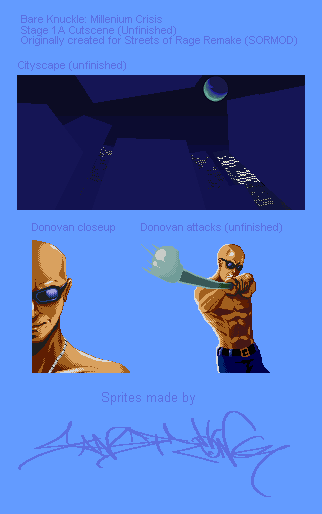 Bare Knuckle: Millenium Crisis
Stage 1A Cutscene (Unfinished)
Originally created for Streets of Rage Remake (SORMOD)
Cityscape (unfinished)
Donovan closeup
Donovan attacks (unfinished)
Sprites made by